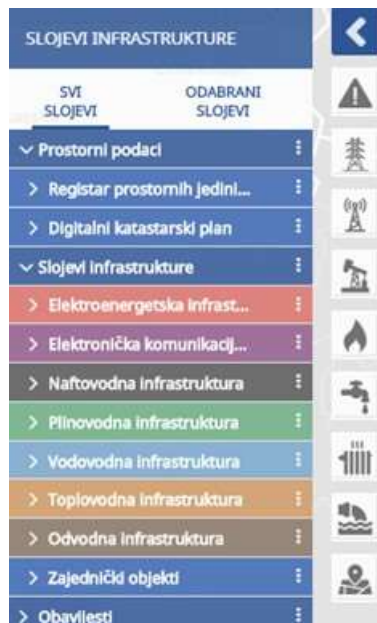 SLOJEVI INFRASTRUKTURE
SVI
SLOJEVI
ODABRANI
SLOJEVI
Prostorni podaci
Registar prostornih jedini...
Digitalni katastarski plan
Slojevi infrastrukture
Elektroenergetska infrast...
Elektronička komunikacij...
Naftovodna infrastruktura
Plinovodna infrastruktura
Vodovodna infrastruktura
Toplovodna infrastruktura
Odvodna infrastruktura
Zajednički objekti
Obavijesti